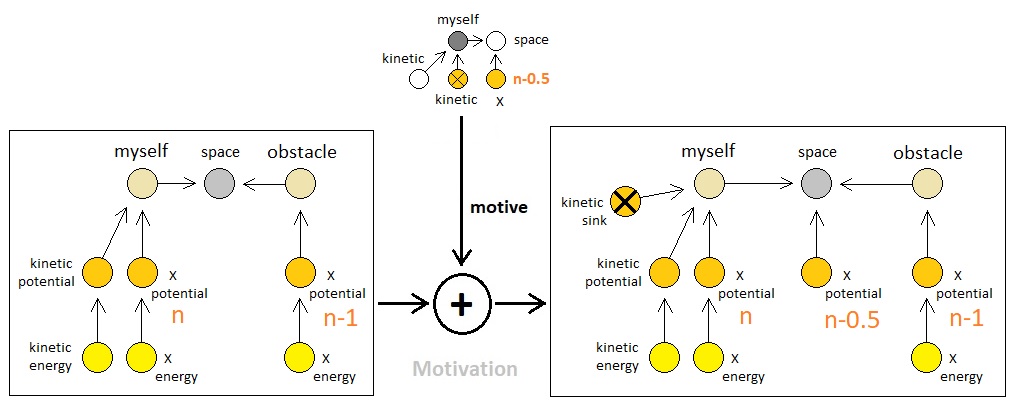 myself
space
kinetic
n-0.5
kinetic
x
myself
space
obstacle
kinetic
potential
x
potential
n
x
potential
n-1
kinetic
energy
x
energy
x
energy
motive
+
Motivation
myself
space
obstacle
kinetic
sink
kinetic
potential
x
potential
n
x
potential
n-0.5
x
potential
n-1
kinetic
energy
x
energy
x
energy